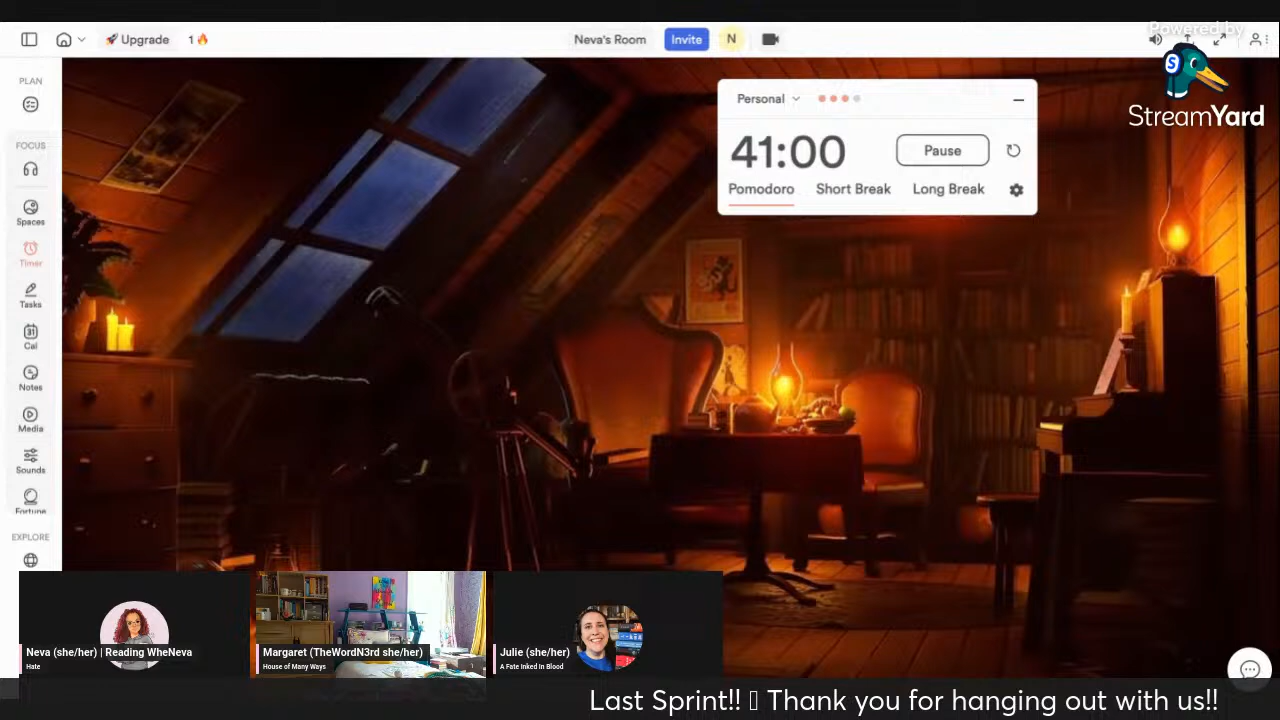 Upgrade
1
Neva's Room
Invite
N
Powered by
StreamYard
PLAN
FOCUS
Spaces
Timer
Tasks
31
Cal
Notes
Media
Sounds
Fortune
EXPLORE
Personal
41:00
Pause
Pomodoro
Short Break
Long Break
Neva (she/her) | Reading WheNeva
Hate
Margaret (TheWordN3rd she/her)
House of Many Ways
Julie (she/her)
A Fate Inked In Blood
Last Sprint!! Thank you for hanging out with us!!